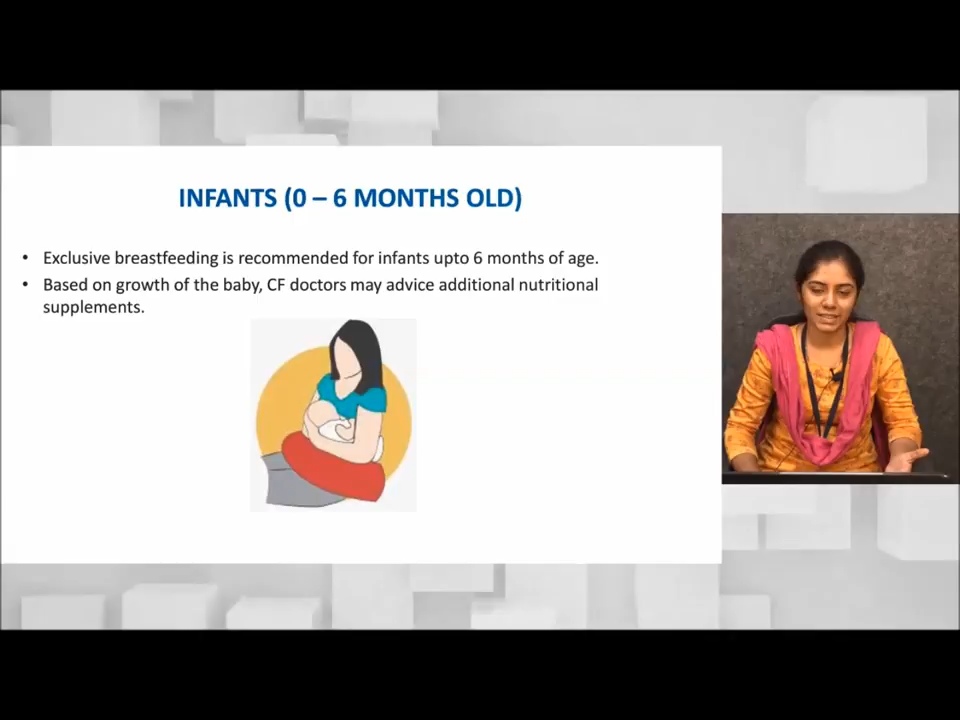 INFANTS (0 – 6 MONTHS OLD)
• Exclusive breastfeeding is recommended for infants upto 6 months of age.
• Based on growth of the baby, CF doctors may advice additional nutritional
supplements.